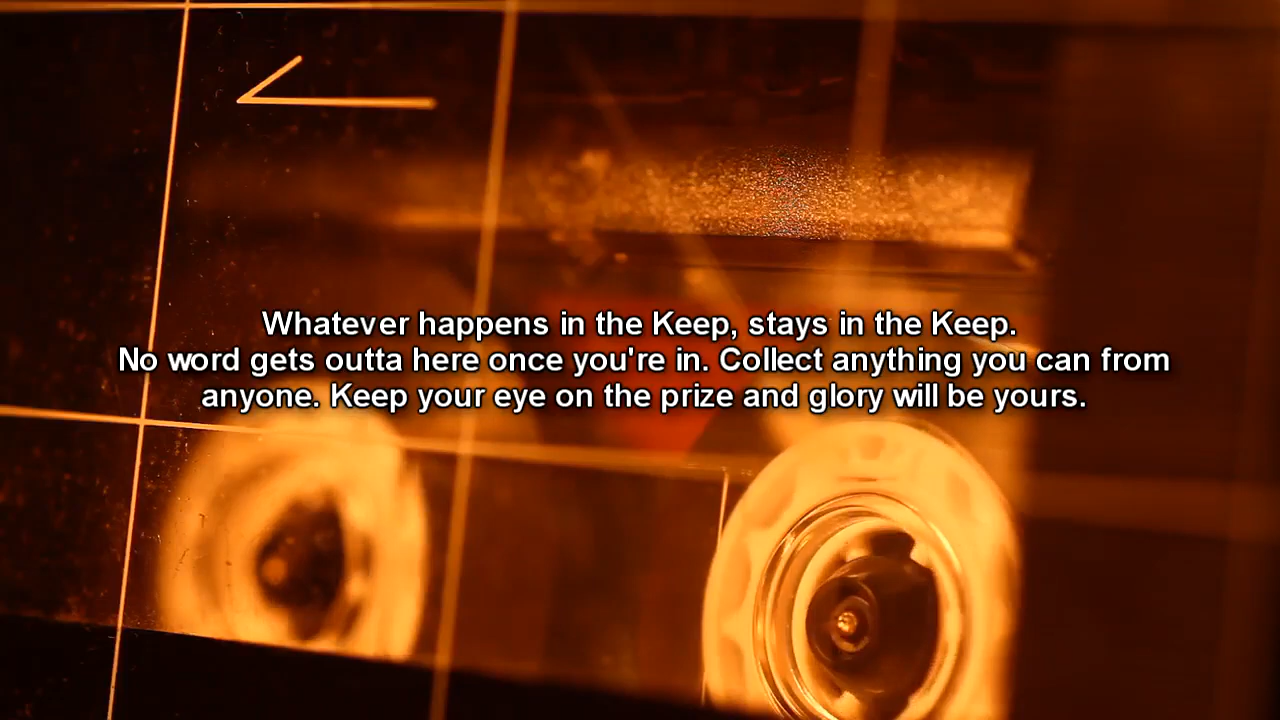 Whatever happens in the Keep, stays in the Keep.
No word gets outta here once you're in. Collect anything you can from
anyone. Keep your eye on the prize and glory will be yours.